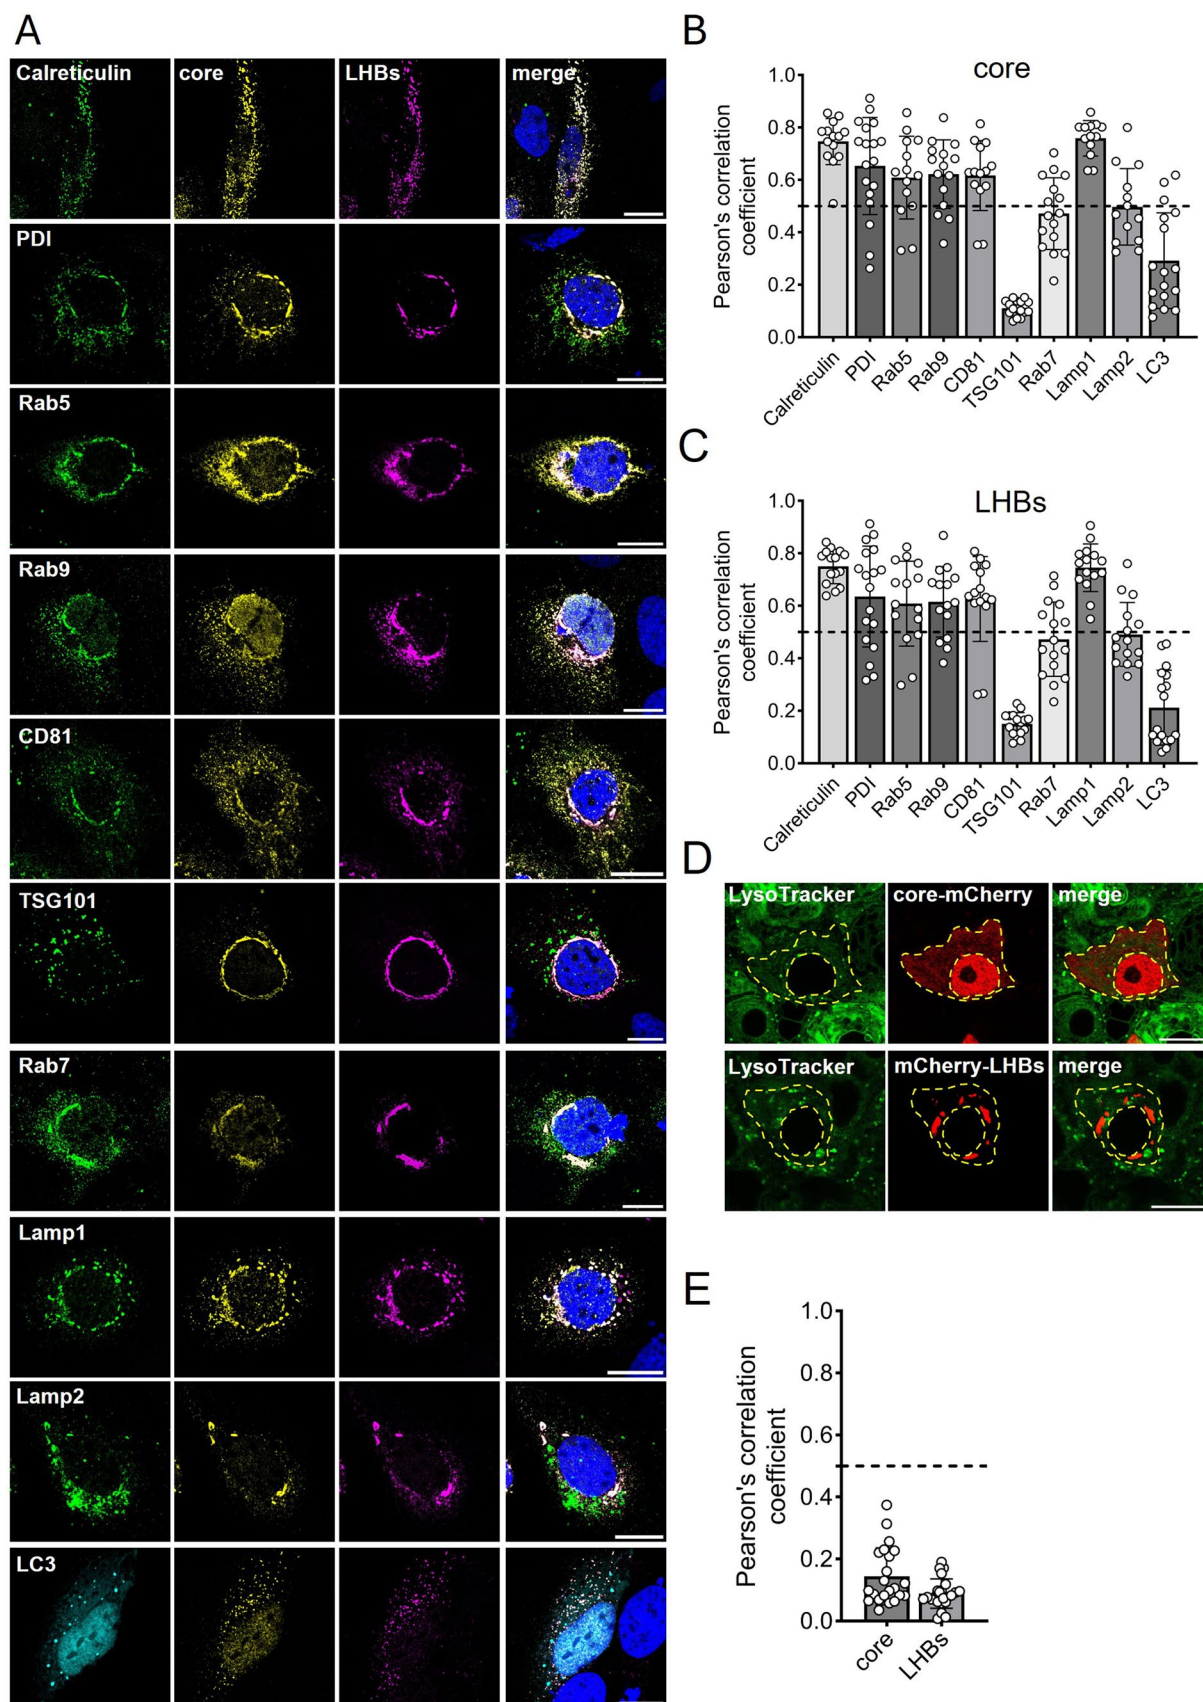 A
Calreticulin core LHBs merge
PDI
Rab5
Rab9
CD81
TSG101
Rab7
Lamp1
Lamp2
LC3
B
core
Pearson's correlation
coefficient
1.0
0.8
0.6
0.4
0.2
0.0
Calreticulin
PDI
Rab5
Rab9
CD81
TSG101
Rab7
Lamp1
Lamp2
LC3
C
LHBs
Pearson's correlation
coefficient
1.0
0.8
0.6
0.4
0.2
0.0
Calreticulin
PDI
Rab5
Rab9
CD81
TSG101
Rab7
Lamp1
Lamp2
LC3
D
LysoTracker core-mCherry merge
LysoTracker mCherry-LHBs merge
E
Pearson's correlation
coefficient
1.0
0.8
0.6
0.4
0.2
0.0
core
LHBs